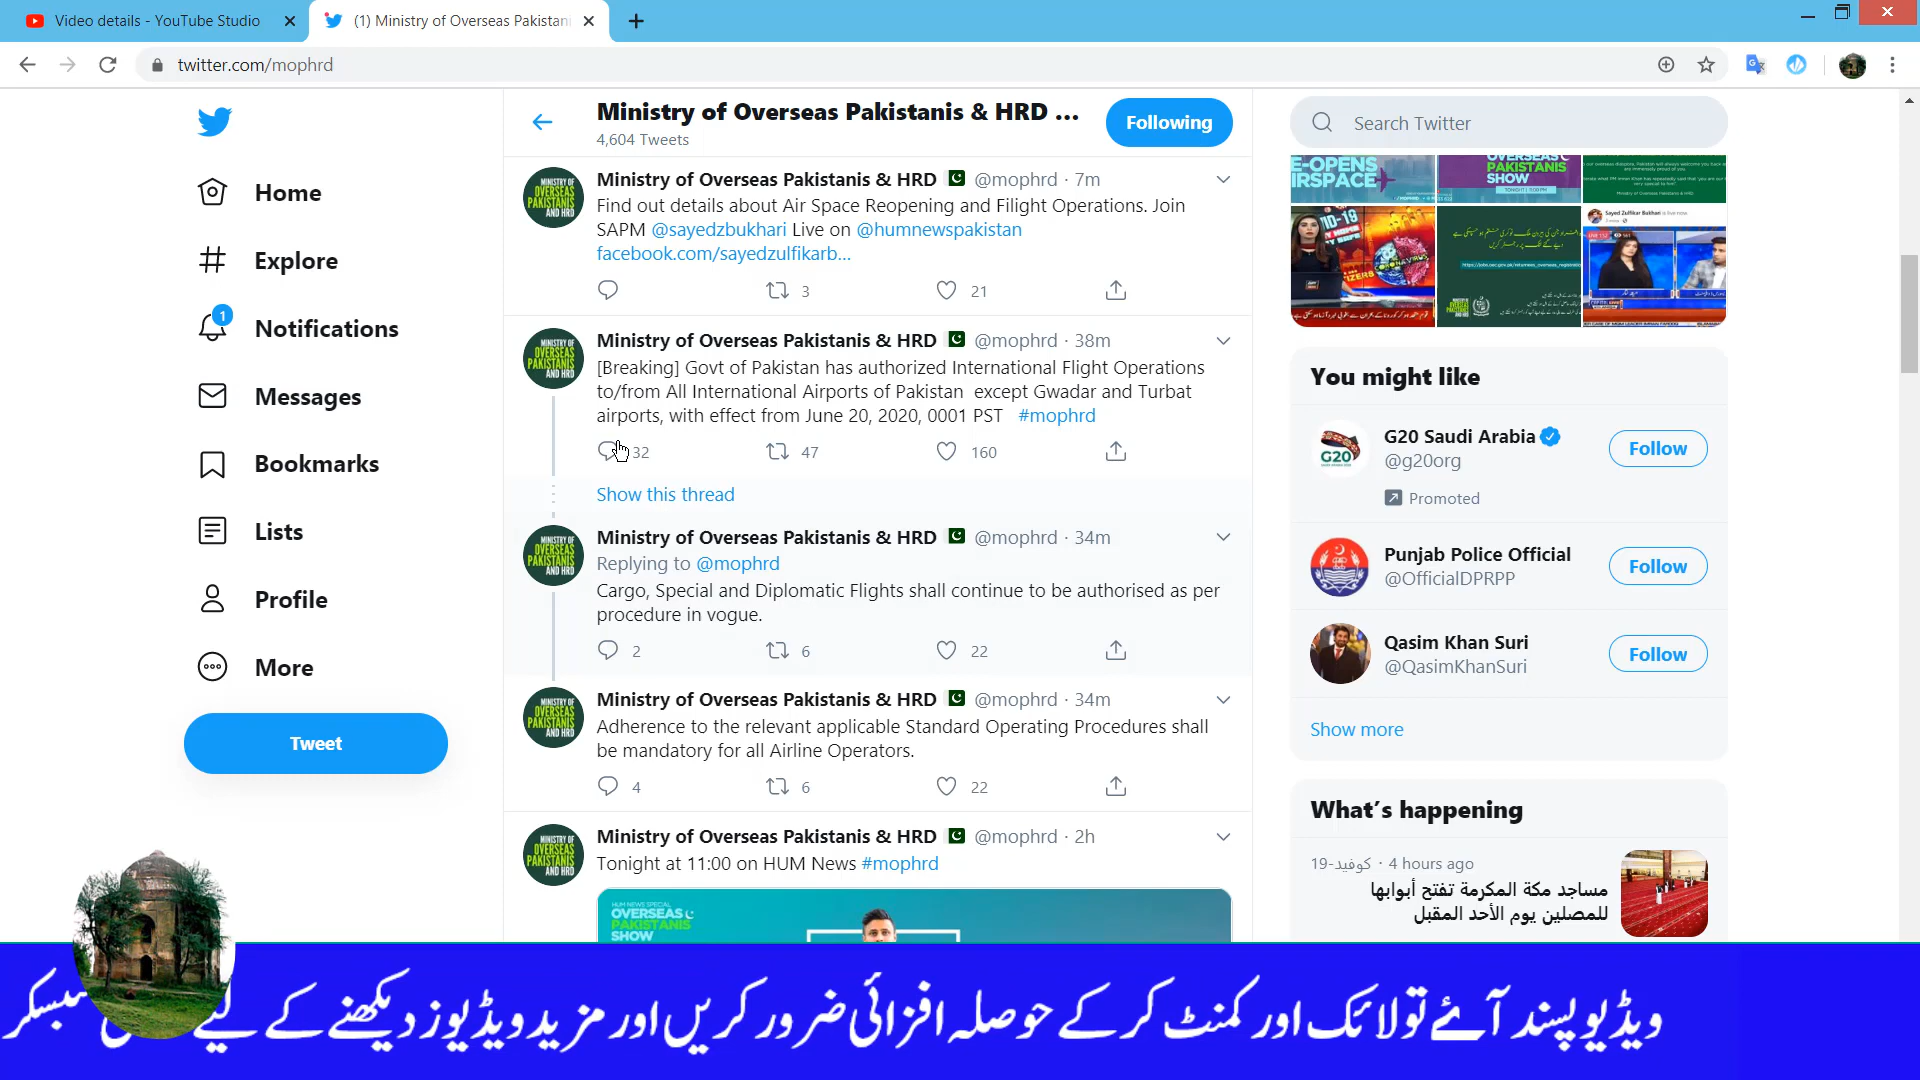 Video details - YouTube Studio
(1) Ministry of Overseas Pakistan
twitter.com/mophrd
Home
Explore
1
Notifications
Messages
Bookmarks
Lists
Profile
More
Tweet
Ministry of Overseas Pakistanis & HRD ...
4,604 Tweets
Following
Ministry of Overseas Pakistanis & HRD @mophrd · 7m
Find out details about Air Space Reopening and Filight Operations. Join
SAPM @sayedzbukhari Live on @humnewspakistan
facebook.com/sayedzulfikarb...
3 21
Ministry of Overseas Pakistanis & HRD @mophrd · 38m
[Breaking] Govt of Pakistan has authorized International Flight Operations
to/from All International Airports of Pakistan except Gwadar and Turbat
airports, with effect from June 20, 2020, 0001 PST #mophrd
32 47 160
Show this thread
Ministry of Overseas Pakistanis & HRD @mophrd · 34m
Replying to @mophrd
Cargo, Special and Diplomatic Flights shall continue to be authorised as per
procedure in vogue.
2 6 22
Ministry of Overseas Pakistanis & HRD @mophrd · 34m
Adherence to the relevant applicable Standard Operating Procedures shall
be mandatory for all Airline Operators.
4 6 22
Ministry of Overseas Pakistanis & HRD @mophrd · 2h
Tonight at 11:00 on HUM News #mophrd
HUM NEWS SPECIAL
OVERSEAS
PAKISTANIS
SHOW
Search Twitter
E-OPENS
IRSPACE
OVERSEAS
PAKISTANIS
SHOW
You might like
G20 Saudi Arabia
@g20org
Follow
Promoted
Punjab Police Official
@OfficialDPRPP
Follow
Qasim Khan Suri
@QasimKhanSuri
Follow
Show more
What's happening
كوفيد-19 · 4 hours ago
مساجد مكة المكرمة تفتح أبوابها
للمصلين يوم الأحد المقبل
ویڈیو پسند آئے تو لائک اور کمنٹ کر کے حوصلہ افزائی ضرور کریں اور مزید ویڈیوز دیکھنے کے لیے